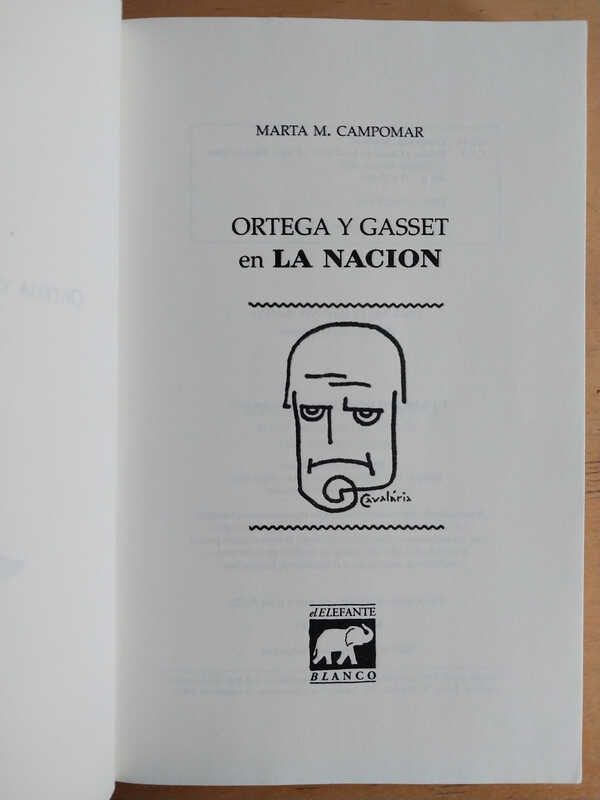 MARTA M. CAMPOMAR
ORTEGA Y GASSET
en LA NACION
Cavalária
el ELEFANTE
BLANCO